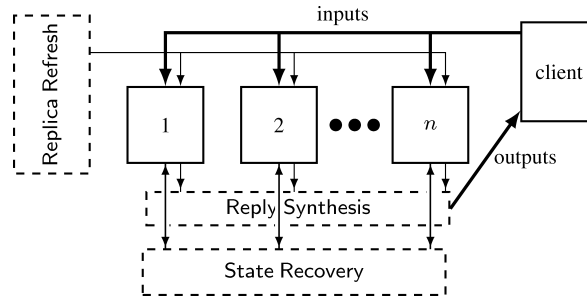 inputs
Replica Refresh
client
1
2
n
outputs
Reply Synthesis
State Recovery